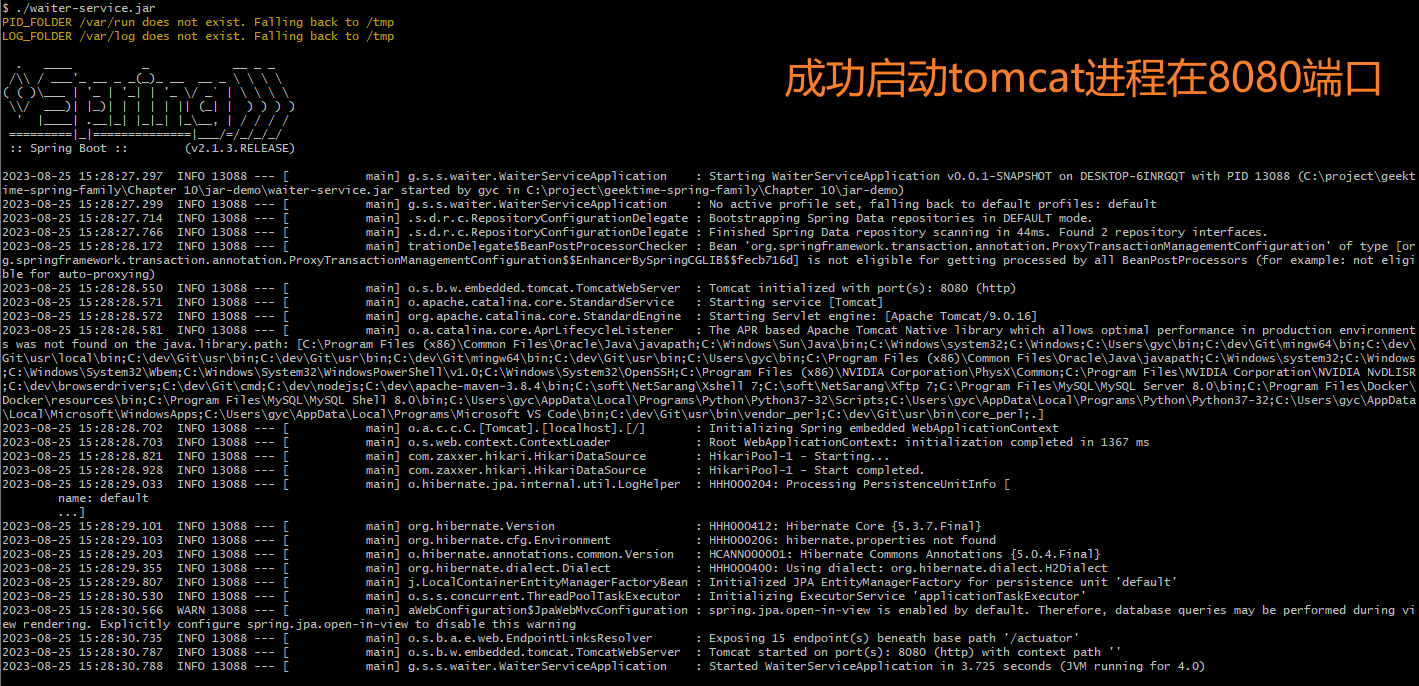 $ ./waiter-service.jar
PID_FOLDER /var/run does not exist. Falling back to /tmp
LOG_FOLDER /var/log does not exist. Falling back to /tmp
成功启动tomcat进程在8080端口
  .   ____          _            __ _ _
 /\\ / ___'_ __ _ _(_)_ __  __ _ \ \ \ \
( ( )\___ | '_ | '_| | '_ \/ _` | \ \ \ \
 \\/  ___)| |_)| | | | | || (_| |  ) ) ) )
  '  |____| .__|_| |_|_| |_\__, | / / / /
 =========|_|==============|___/=/_/_/_/
 :: Spring Boot ::        (v2.1.3.RELEASE)
2023-08-25 15:28:27.297  INFO 13088 --- [           main] g.s.s.waiter.WaiterServiceApplication    : Starting WaiterServiceApplication v0.0.1-SNAPSHOT on DESKTOP-6INRGQT with PID 13088 (C:\project\geekt
ime-spring-family\Chapter 10\jar-demo\waiter-service.jar started by gyc in C:\project\geektime-spring-family\Chapter 10\jar-demo)
2023-08-25 15:28:27.299  INFO 13088 --- [           main] g.s.s.waiter.WaiterServiceApplication    : No active profile set, falling back to default profiles: default
2023-08-25 15:28:27.714  INFO 13088 --- [           main] .s.d.r.c.RepositoryConfigurationDelegate : Bootstrapping Spring Data repositories in DEFAULT mode.
2023-08-25 15:28:27.766  INFO 13088 --- [           main] .s.d.r.c.RepositoryConfigurationDelegate : Finished Spring Data repository scanning in 44ms. Found 2 repository interfaces.
2023-08-25 15:28:28.172  INFO 13088 --- [           main] trationDelegate$BeanPostProcessorChecker : Bean 'org.springframework.transaction.annotation.ProxyTransactionManagementConfiguration' of type [or
g.springframework.transaction.annotation.ProxyTransactionManagementConfiguration$$EnhancerBySpringCGLIB$$fecb716d] is not eligible for getting processed by all BeanPostProcessors (for example: not eligi
ble for auto-proxying)
2023-08-25 15:28:28.550  INFO 13088 --- [           main] o.s.b.w.embedded.tomcat.TomcatWebServer  : Tomcat initialized with port(s): 8080 (http)
2023-08-25 15:28:28.571  INFO 13088 --- [           main] o.apache.catalina.core.StandardService   : Starting service [Tomcat]
2023-08-25 15:28:28.572  INFO 13088 --- [           main] org.apache.catalina.core.StandardEngine  : Starting Servlet engine: [Apache Tomcat/9.0.16]
2023-08-25 15:28:28.581  INFO 13088 --- [           main] o.a.catalina.core.AprLifecycleListener   : The APR based Apache Tomcat Native library which allows optimal performance in production environment
s was not found on the java.library.path: [C:\Program Files (x86)\Common Files\Oracle\Java\javapath;C:\Windows\Sun\Java\bin;C:\Windows\system32;C:\Windows;C:\Users\gyc\bin;C:\dev\Git\mingw64\bin;C:\dev\
Git\usr\local\bin;C:\dev\Git\usr\bin;C:\dev\Git\usr\bin;C:\dev\Git\mingw64\bin;C:\dev\Git\usr\bin;C:\Users\gyc\bin;C:\Program Files (x86)\Common Files\Oracle\Java\javapath;C:\Windows\system32;C:\Windows
;C:\Windows\System32\Wbem;C:\Windows\System32\WindowsPowerShell\v1.0;C:\Windows\System32\OpenSSH;C:\Program Files (x86)\NVIDIA Corporation\PhysX\Common;C:\Program Files\NVIDIA Corporation\NVIDIA NvDLISR
;C:\dev\browserdrivers;C:\dev\Git\cmd;C:\dev\nodejs;C:\dev\apache-maven-3.8.4\bin;C:\soft\NetSarang\Xshell 7;C:\soft\NetSarang\Xftp 7;C:\Program Files\MySQL\MySQL Server 8.0\bin;C:\Program Files\Docker\
Docker\resources\bin;C:\Program Files\MySQL\MySQL Shell 8.0\bin;C:\Users\gyc\AppData\Local\Programs\Python\Python37-32\Scripts;C:\Users\gyc\AppData\Local\Programs\Python\Python37-32;C:\Users\gyc\AppData
\Local\Microsoft\WindowsApps;C:\Users\gyc\AppData\Local\Programs\Microsoft VS Code\bin;C:\dev\Git\usr\bin\vendor_perl;C:\dev\Git\usr\bin\core_perl;.]
2023-08-25 15:28:28.702  INFO 13088 --- [           main] o.a.c.c.C.[Tomcat].[localhost].[/]       : Initializing Spring embedded WebApplicationContext
2023-08-25 15:28:28.703  INFO 13088 --- [           main] o.s.web.context.ContextLoader            : Root WebApplicationContext: initialization completed in 1367 ms
2023-08-25 15:28:28.821  INFO 13088 --- [           main] com.zaxxer.hikari.HikariDataSource       : HikariPool-1 - Starting...
2023-08-25 15:28:28.928  INFO 13088 --- [           main] com.zaxxer.hikari.HikariDataSource       : HikariPool-1 - Start completed.
2023-08-25 15:28:29.033  INFO 13088 --- [           main] o.hibernate.jpa.internal.util.LogHelper  : HHH000204: Processing PersistenceUnitInfo [
        name: default
        ...]
2023-08-25 15:28:29.101  INFO 13088 --- [           main] org.hibernate.Version                    : HHH000412: Hibernate Core {5.3.7.Final}
2023-08-25 15:28:29.103  INFO 13088 --- [           main] org.hibernate.cfg.Environment            : HHH000206: hibernate.properties not found
2023-08-25 15:28:29.203  INFO 13088 --- [           main] o.hibernate.annotations.common.Version   : HCANN000001: Hibernate Commons Annotations {5.0.4.Final}
2023-08-25 15:28:29.355  INFO 13088 --- [           main] org.hibernate.dialect.Dialect            : HHH000400: Using dialect: org.hibernate.dialect.H2Dialect
2023-08-25 15:28:29.807  INFO 13088 --- [           main] j.LocalContainerEntityManagerFactoryBean : Initialized JPA EntityManagerFactory for persistence unit 'default'
2023-08-25 15:28:30.530  INFO 13088 --- [           main] o.s.s.concurrent.ThreadPoolTaskExecutor  : Initializing ExecutorService 'applicationTaskExecutor'
2023-08-25 15:28:30.566  WARN 13088 --- [           main] aWebConfiguration$JpaWebMvcConfiguration : spring.jpa.open-in-view is enabled by default. Therefore, database queries may be performed during vi
ew rendering. Explicitly configure spring.jpa.open-in-view to disable this warning
2023-08-25 15:28:30.735  INFO 13088 --- [           main] o.s.b.a.e.web.EndpointLinksResolver      : Exposing 15 endpoint(s) beneath base path '/actuator'
2023-08-25 15:28:30.787  INFO 13088 --- [           main] o.s.b.w.embedded.tomcat.TomcatWebServer  : Tomcat started on port(s): 8080 (http) with context path ''
2023-08-25 15:28:30.788  INFO 13088 --- [           main] g.s.s.waiter.WaiterServiceApplication    : Started WaiterServiceApplication in 3.725 seconds (JVM running for 4.0)